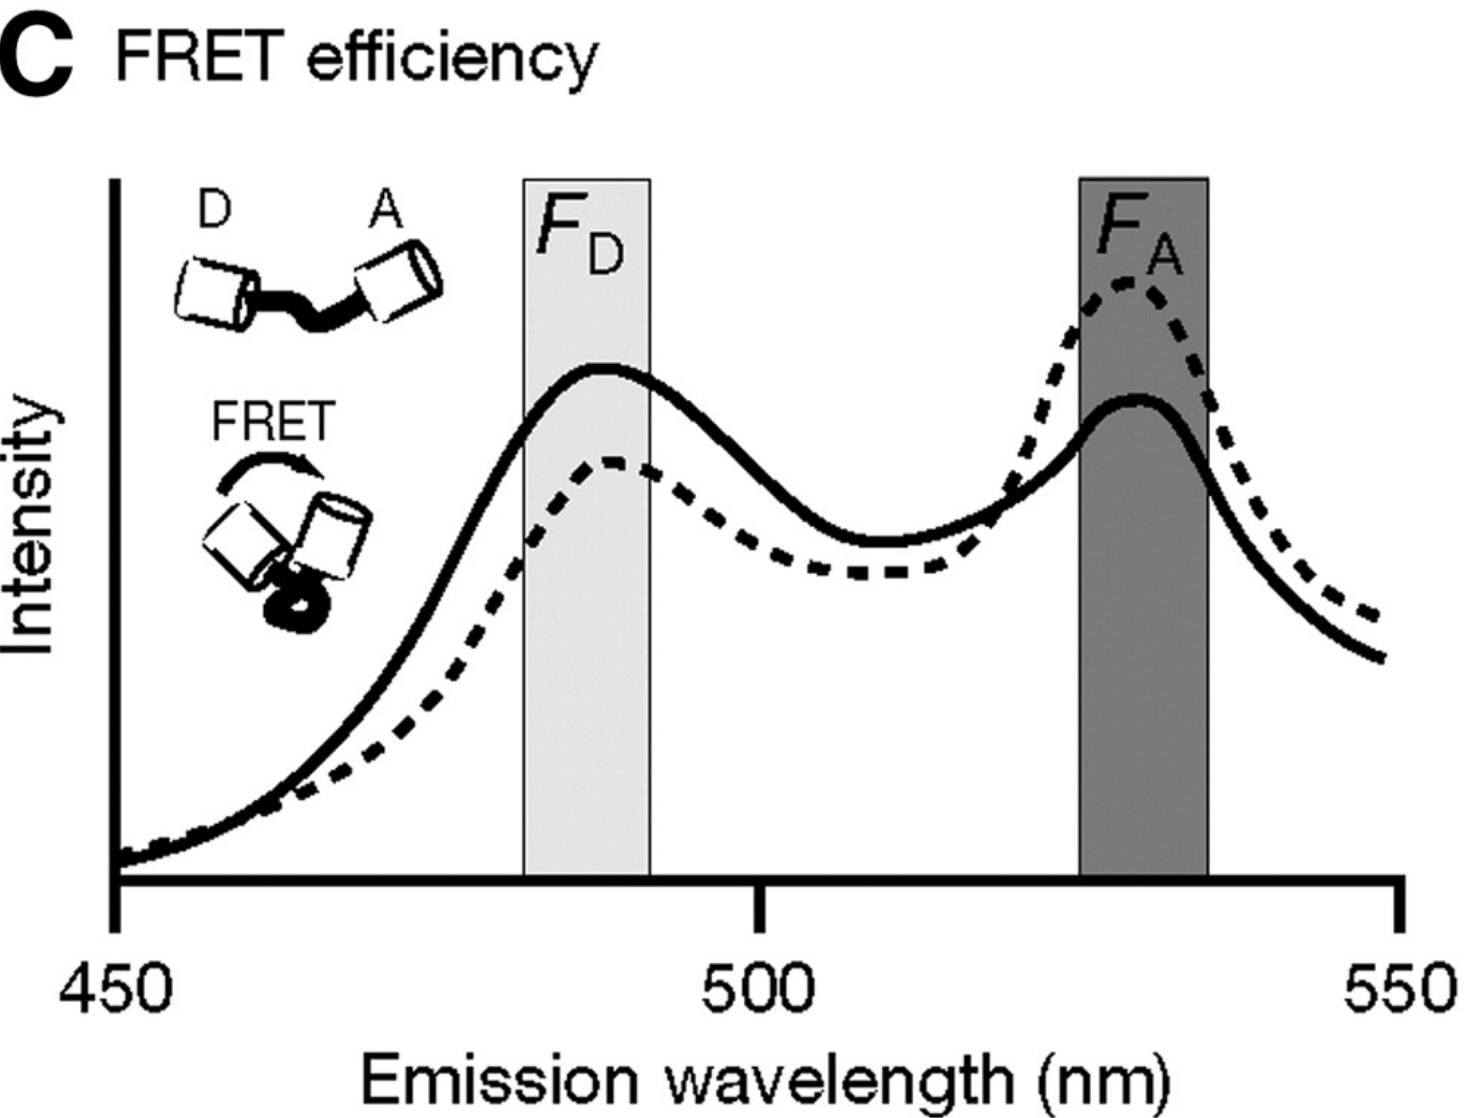 C FRET efficiency
D A
FRET
F_D
F_A
Intensity
450 500 550
Emission wavelength (nm)